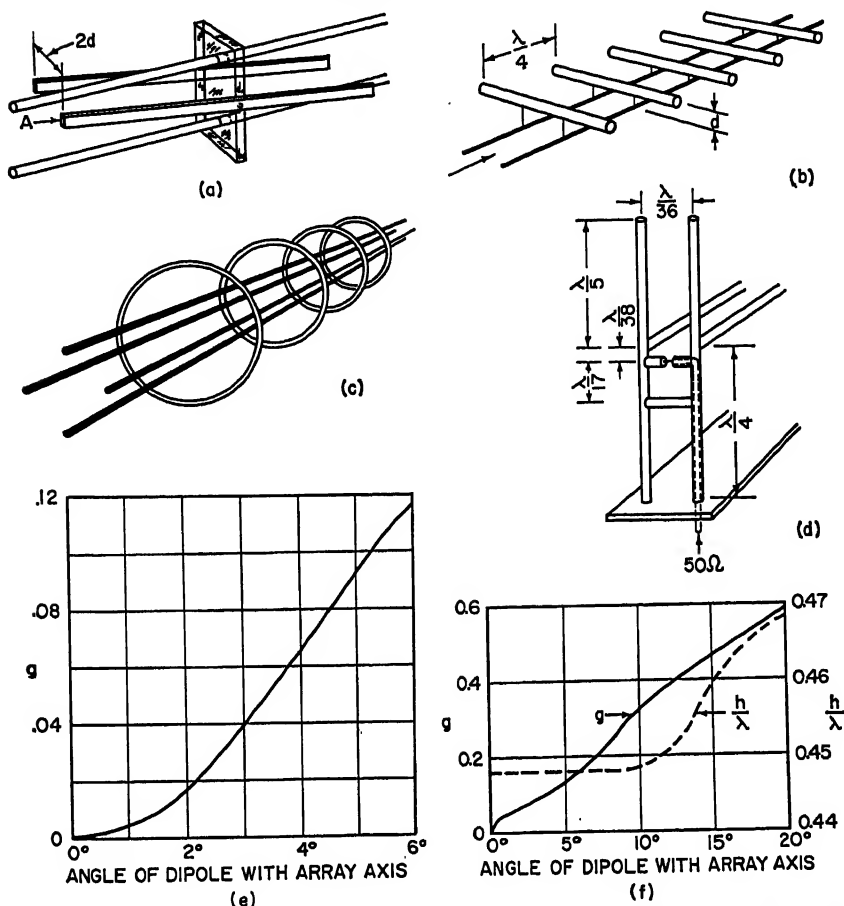 2d
A
(a)
λ
4
d
(b)
(c)
λ
36
λ
5
λ
38
λ
17
λ
4
50Ω
(d)
.12
.08
g
.04
0
0° 2° 4° 6°
ANGLE OF DIPOLE WITH ARRAY AXIS
(e)
0.6 0.47
0.4 0.46
g g h/λ h/λ
0.2 0.45
0 0.44
0° 5° 10° 15° 20°
ANGLE OF DIPOLE WITH ARRAY AXIS
(f)